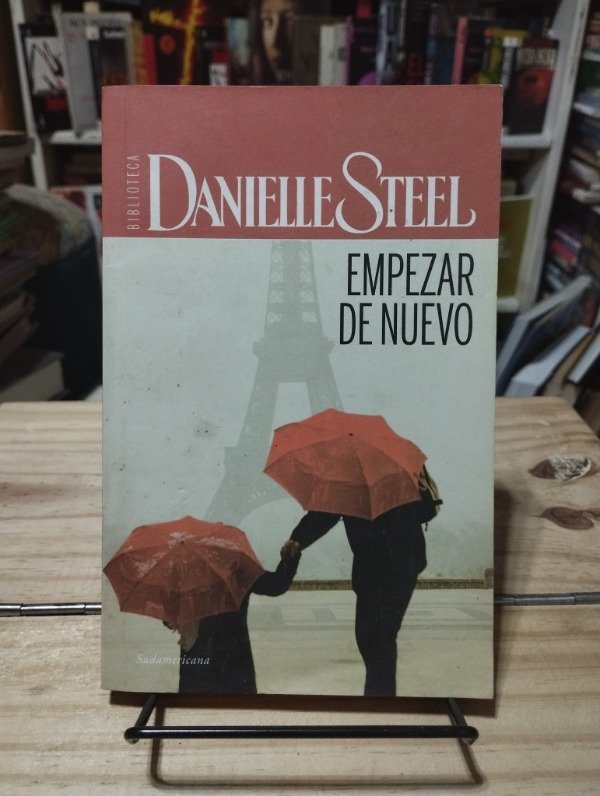 BIBLIOTECA
DANIELLE STEEL
EMPEZAR
DE NUEVO
Sudamericana